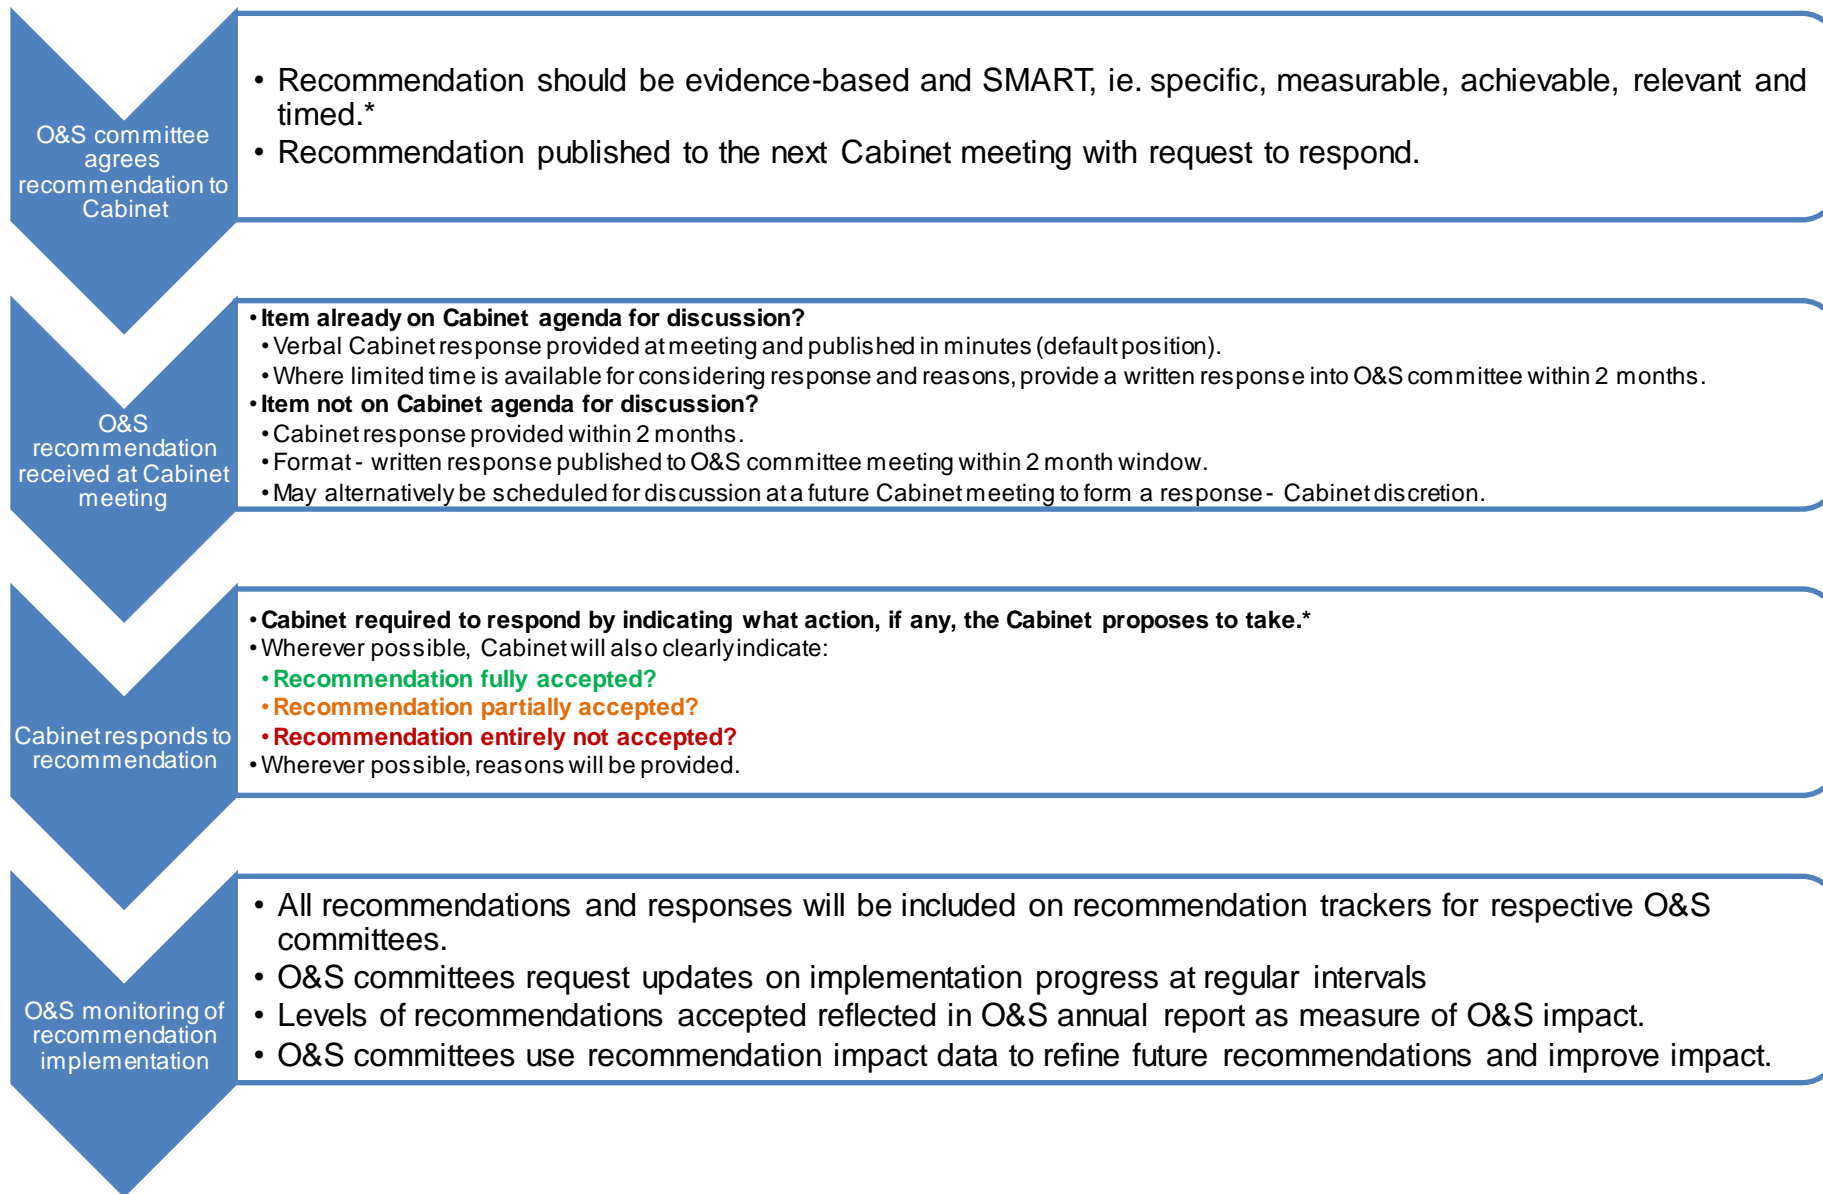 O&S committee
agrees
recommendation to
Cabinet
• Recommendation should be evidence-based and SMART, ie. specific, measurable, achievable, relevant and
timed.*
• Recommendation published to the next Cabinet meeting with request to respond.
O&S
recommendation
received at Cabinet
meeting
• Item already on Cabinet agenda for discussion?
• Verbal Cabinet response provided at meeting and published in minutes (default position).
• Where limited time is available for considering response and reasons, provide a written response into O&S committee within 2 months.
• Item not on Cabinet agenda for discussion?
• Cabinet response provided within 2 months.
• Format - written response published to O&S committee meeting within 2 month window.
• May alternatively be scheduled for discussion at a future Cabinet meeting to form a response - Cabinet discretion.
Cabinet responds to
recommendation
• Cabinet required to respond by indicating what action, if any, the Cabinet proposes to take.*
• Wherever possible, Cabinet will also clearly indicate:
• Recommendation fully accepted?
• Recommendation partially accepted?
• Recommendation entirely not accepted?
• Wherever possible, reasons will be provided.
O&S monitoring of
recommendation
implementation
• All recommendations and responses will be included on recommendation trackers for respective O&S
committees.
• O&S committees request updates on implementation progress at regular intervals
• Levels of recommendations accepted reflected in O&S annual report as measure of O&S impact.
• O&S committees use recommendation impact data to refine future recommendations and improve impact.